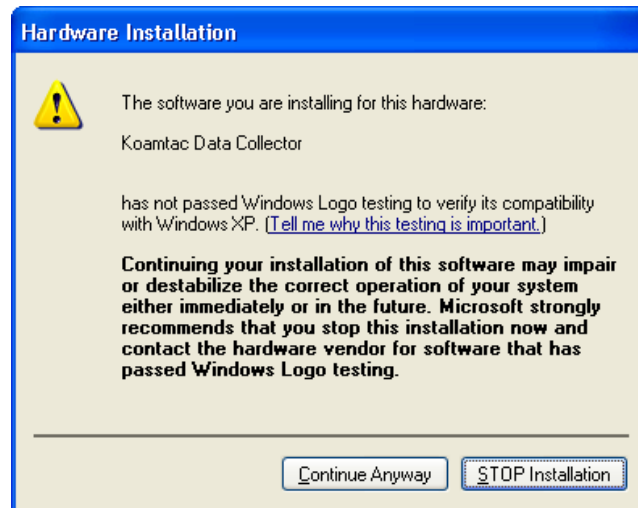 Hardware Installation
The software you are installing for this hardware:
Koamtac Data Collector
has not passed Windows Logo testing to verify its compatibility
with Windows XP. (Tell me why this testing is important.)
Continuing your installation of this software may impair
or destabilize the correct operation of your system
either immediately or in the future. Microsoft strongly
recommends that you stop this installation now and
contact the hardware vendor for software that has
passed Windows Logo testing.
Continue Anyway
STOP Installation